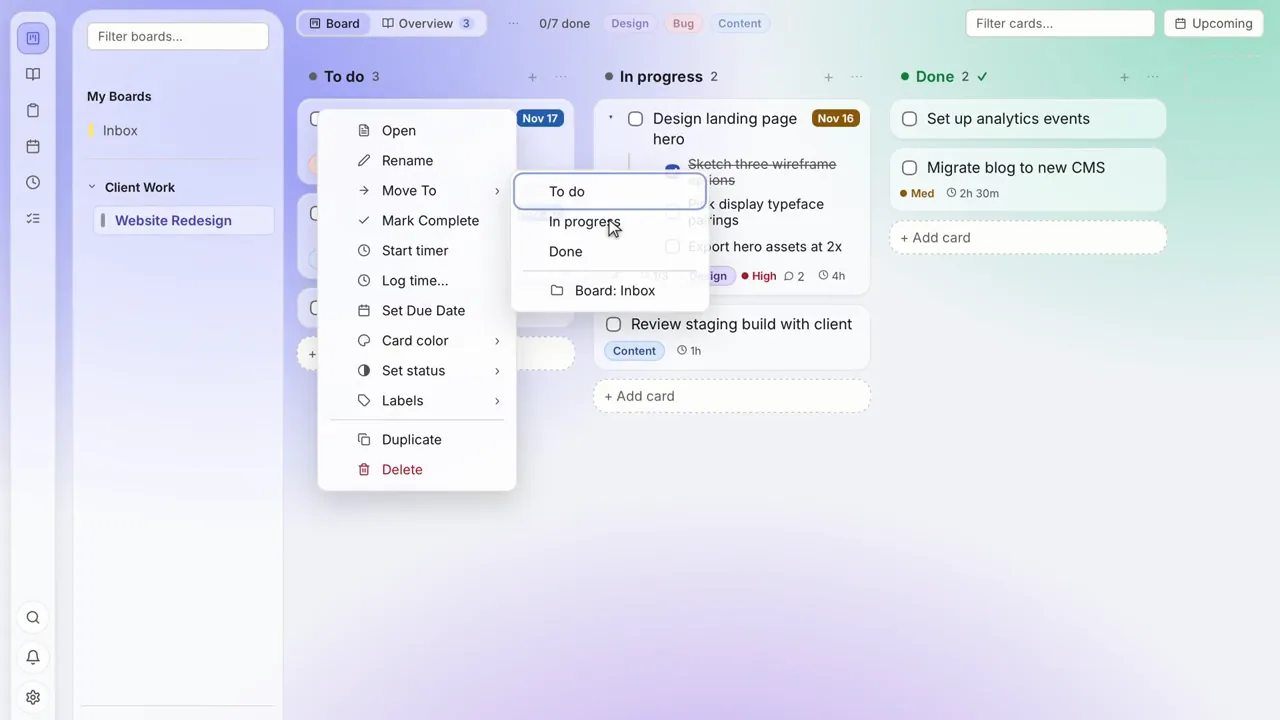 Filter boards...
My Boards
Inbox
Client Work
Website Redesign
Board
Overview 3
0/7 done
Design
Bug
Content
Filter cards...
Upcoming
To do 3
Nov 17
Open
Rename
Move To
Mark Complete
Start timer
Log time...
Set Due Date
Card color
Set status
Labels
Duplicate
Delete
To do
In progress
Done
Board: Inbox
In progress 2
Design landing page
hero
Nov 16
Sketch three wireframe
display typeface
pairings
Export hero assets at 2x
1/3
High
2
4h
Review staging build with client
Content
1h
+ Add card
Done 2
Set up analytics events
Migrate blog to new CMS
Med
2h 30m
+ Add card